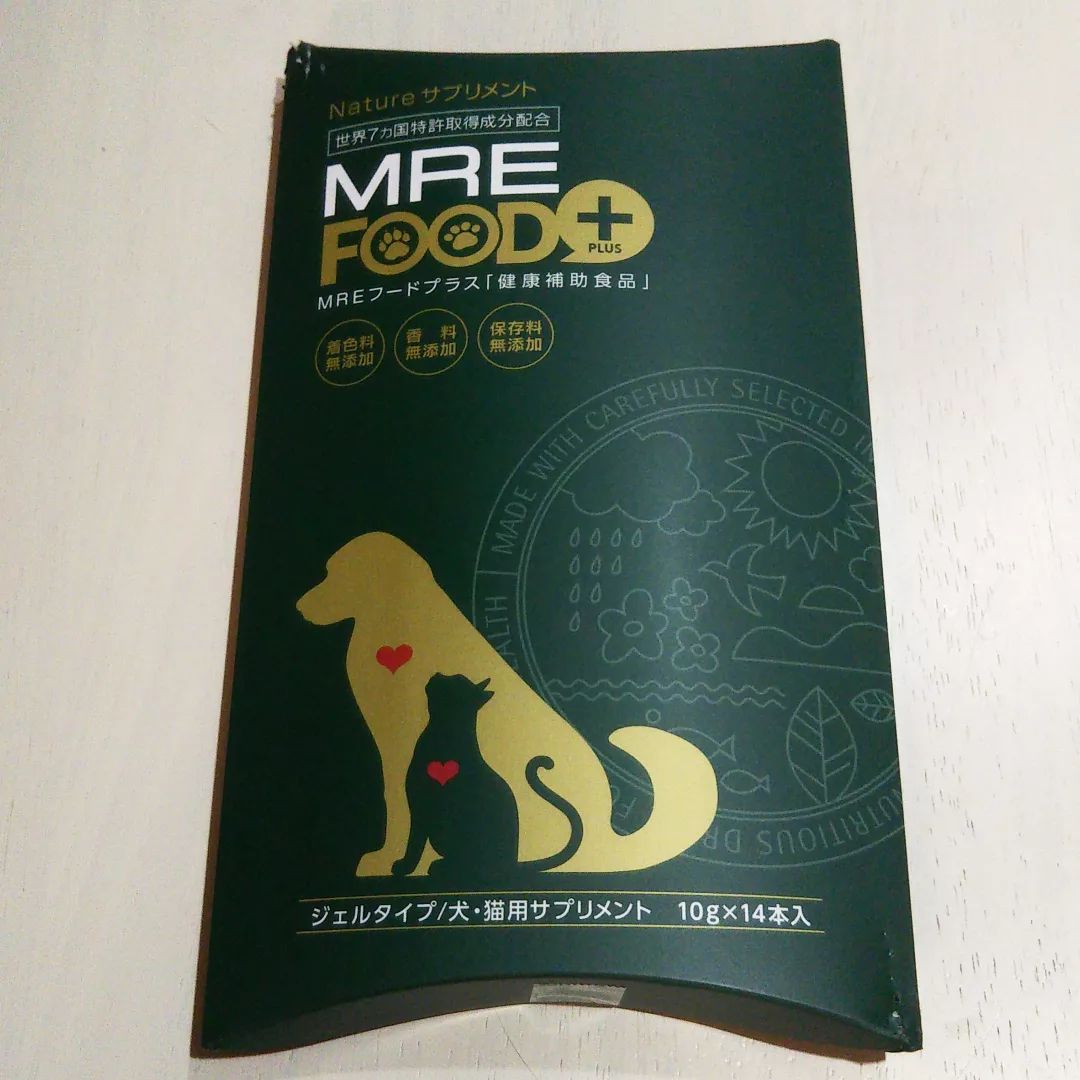 Nature サプリメント
世界7ヵ国特許取得成分配合
MRE
FOOD+
PLUS
MREフードプラス「健康補助食品」
着色料
無添加
香料
無添加
保存料
無添加
MADE WITH CAREFULLY SELECTED
HEALTH
NUTRITIOUS
ジェルタイプ/犬・猫用サプリメント 10g×14本入